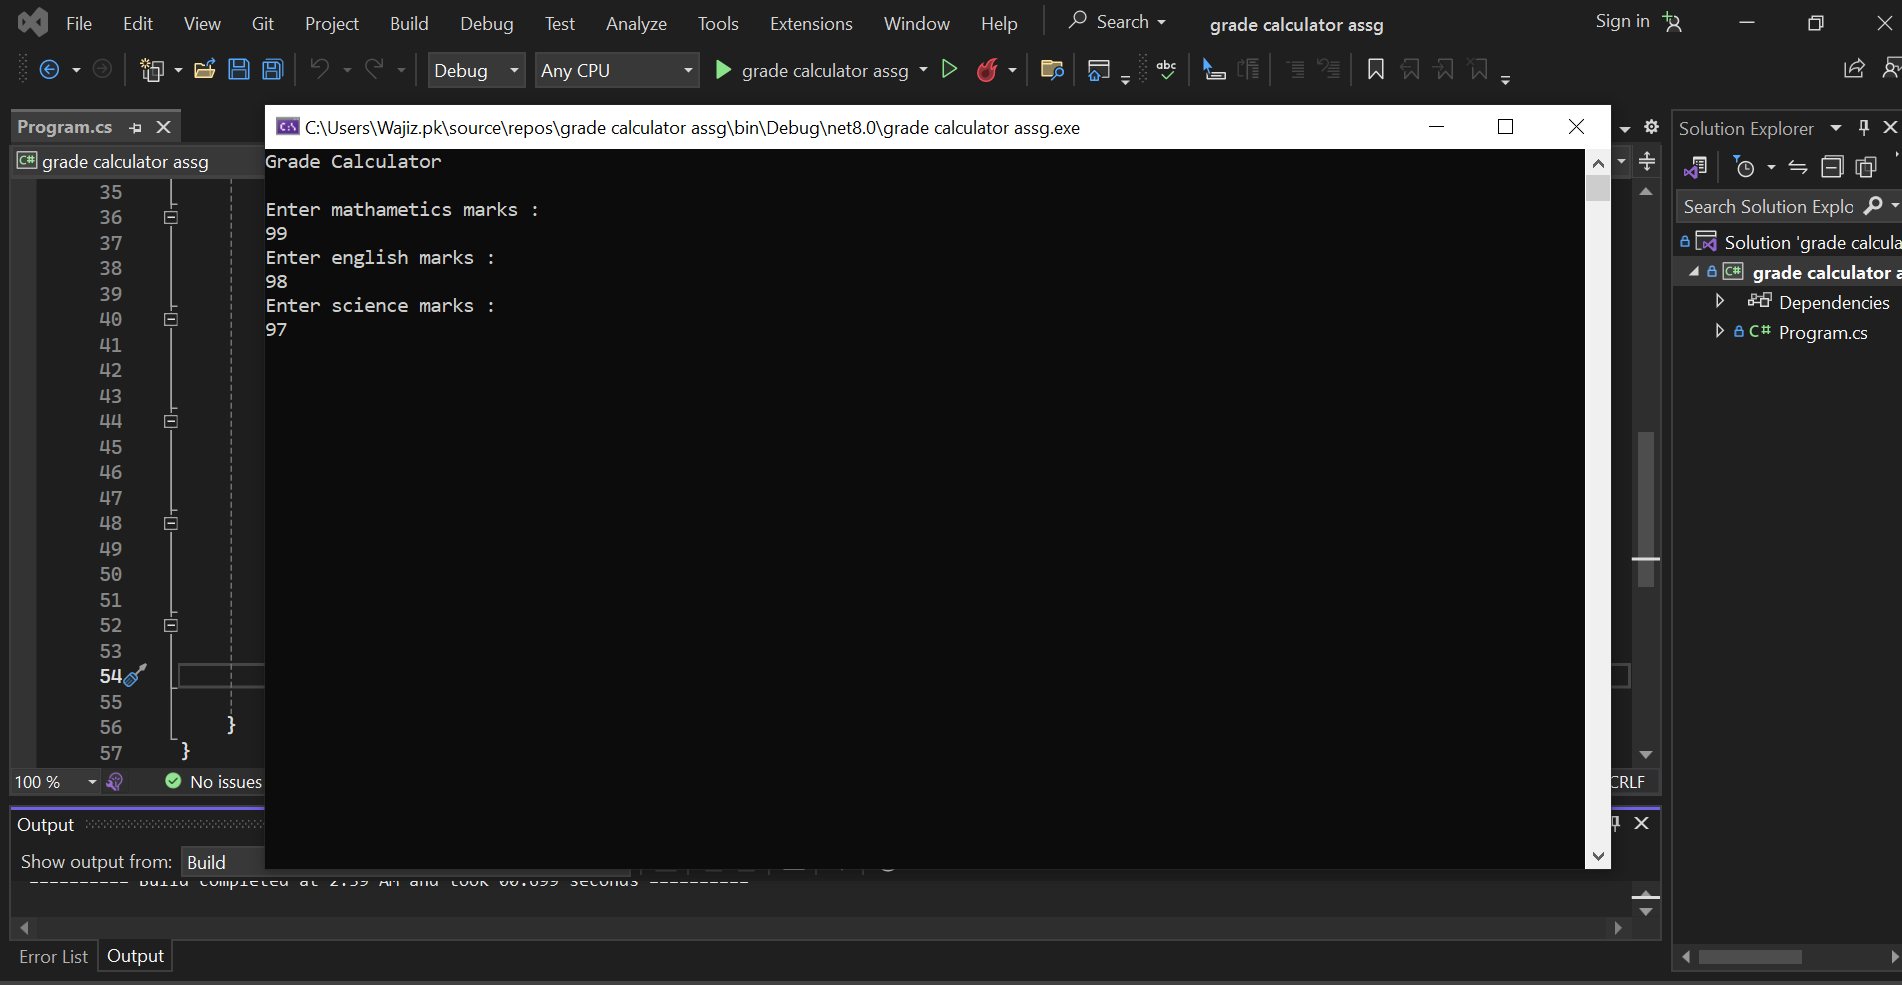 File Edit View Git Project Build Debug Test Analyze Tools Extensions Window Help Search grade calculator assg Sign in
Debug Any CPU grade calculator assg
Program.cs
C:\Users\Wajiz.pk\source\repos\grade calculator assg\bin\Debug\net8.0\grade calculator assg.exe
grade calculator assg
Grade Calculator
Enter mathametics marks :
99
Enter english marks :
98
Enter science marks :
97
35
36
37
38
39
40
41
42
43
44
45
46
47
48
49
50
51
52
53
54
55
56 }
57 }
100 % No issues
CRLF
Output
Show output from: Build
========== Build completed at 2:59 AM and took 00.699 seconds ==========
Error List Output
Solution Explorer
Search Solution Explo
Solution 'grade calcula
C# grade calculator a
Dependencies
C# Program.cs